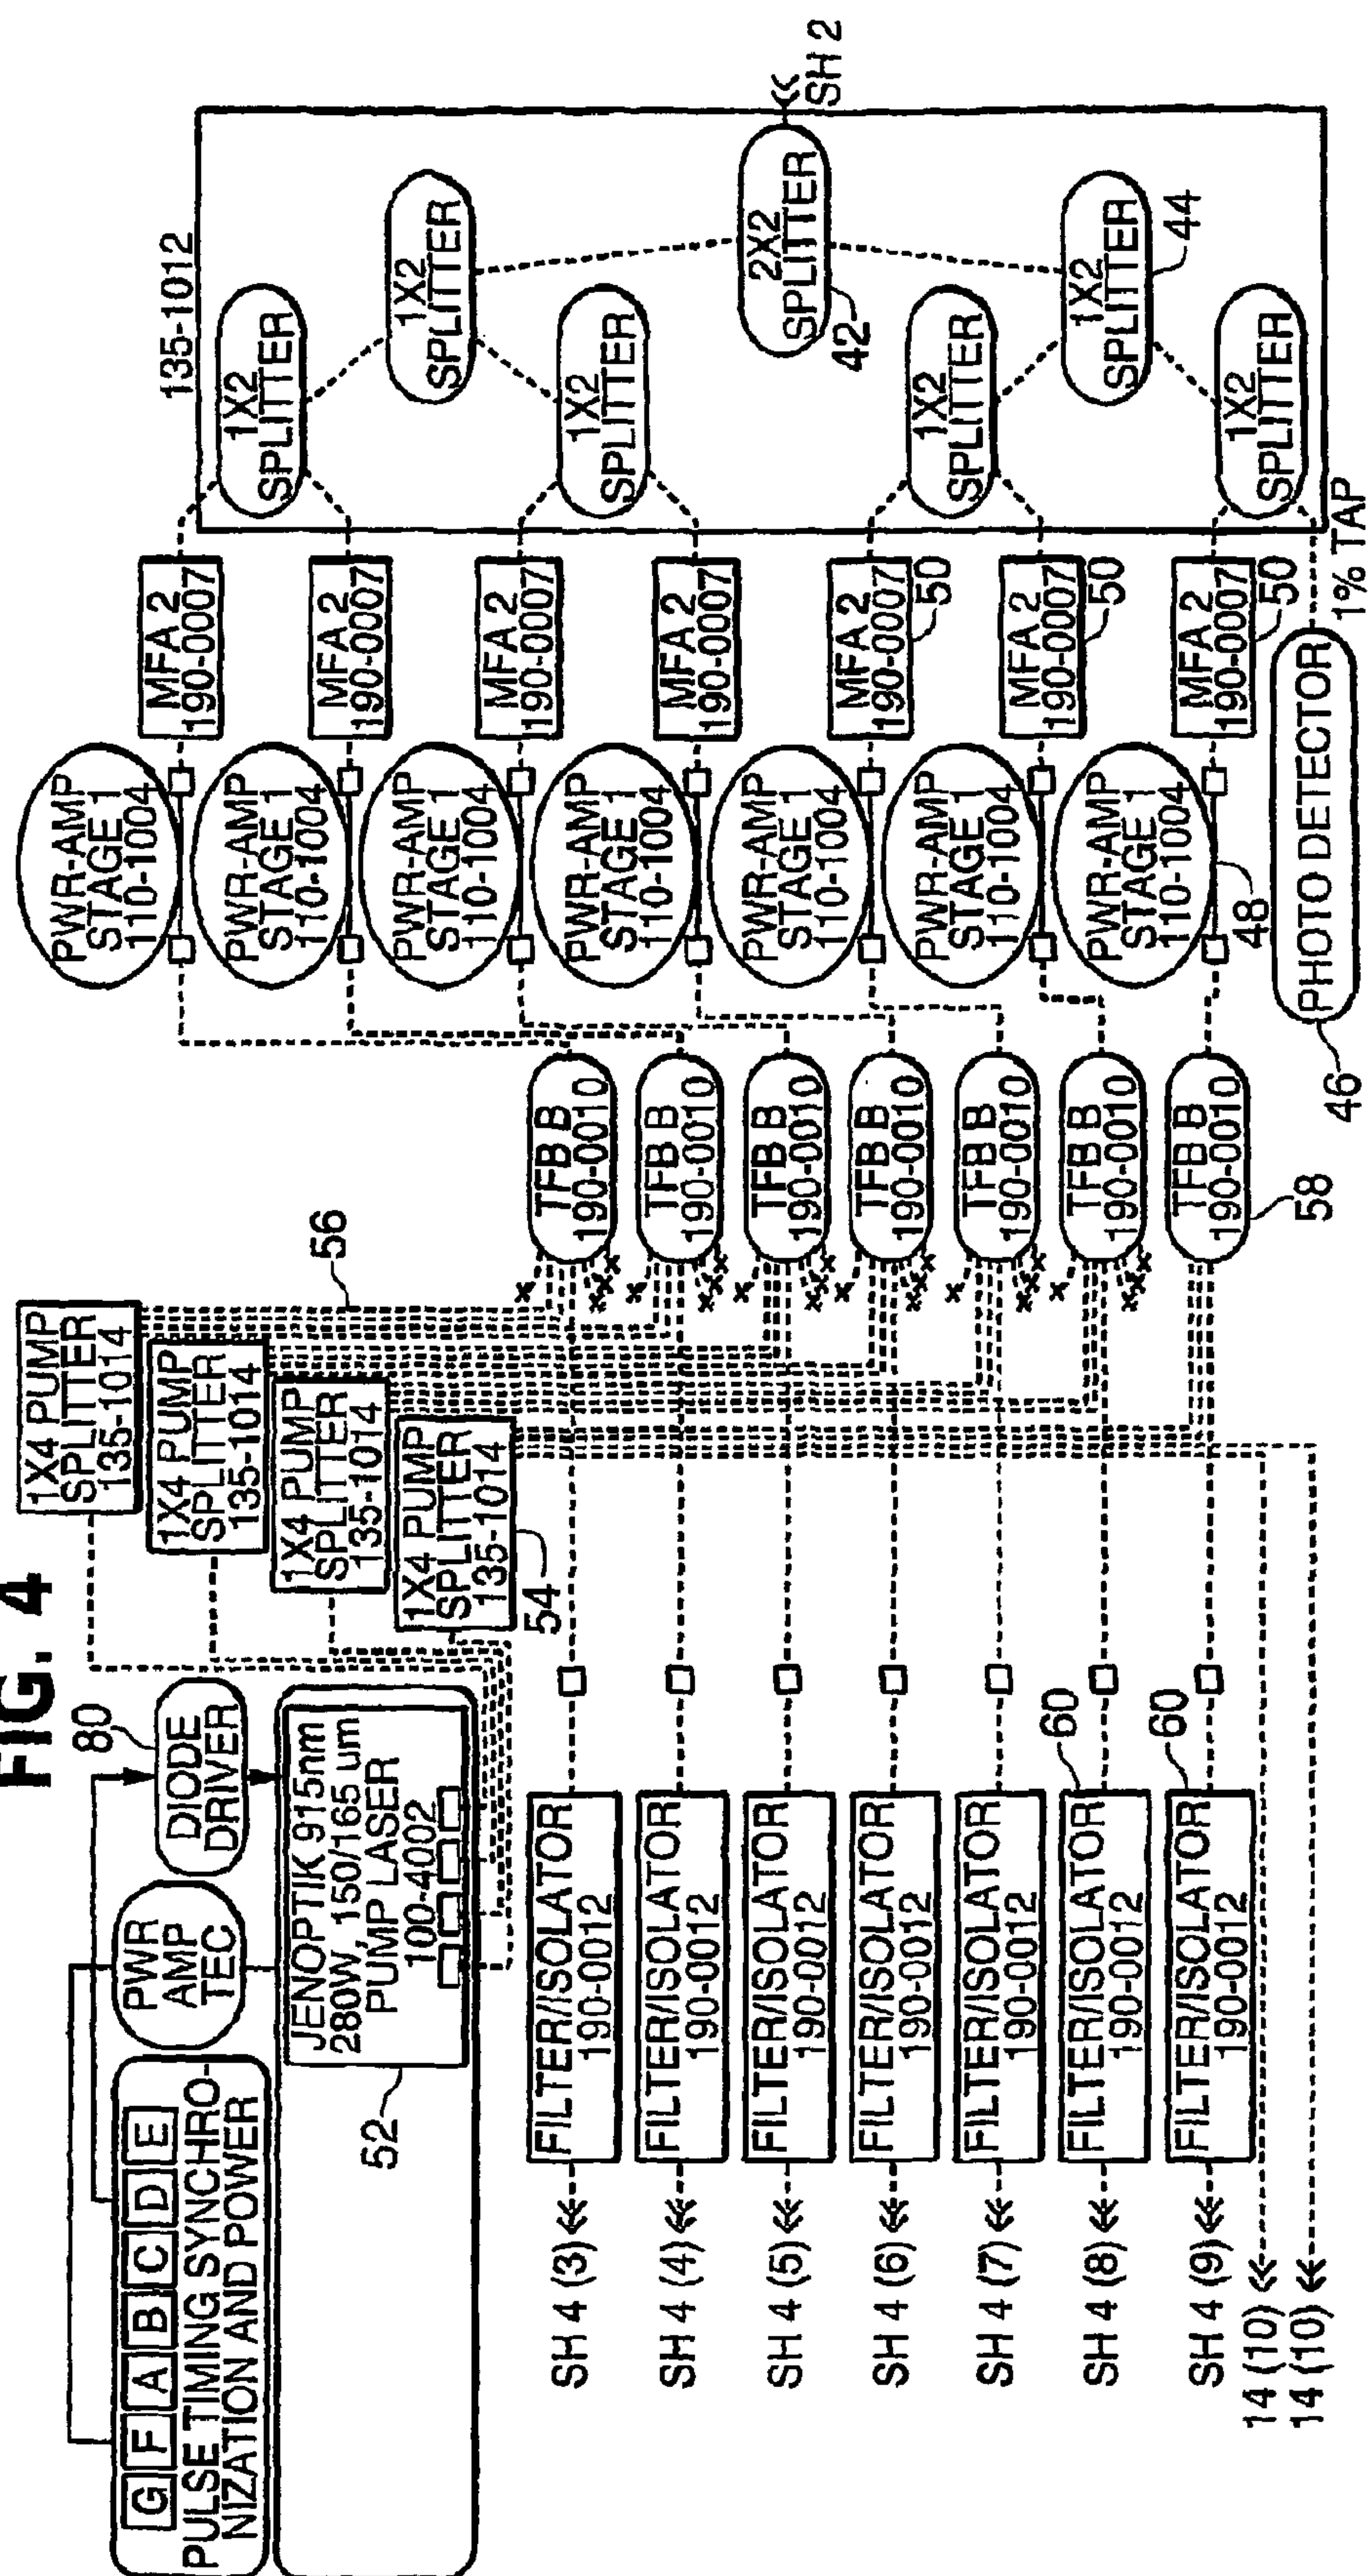 FIG. 4
G F A B C D E
PULSE TIMING SYNCHRO-
NIZATION AND POWER
PWR
AMP
TEC
DIODE
DRIVER
80
JENOPTIK 915nm
280W, 150/165 um
PUMP LASER
100-4002
52
1X4 PUMP
SPLITTER
135-1014
1X4 PUMP
SPLITTER
135-1014
1X4 PUMP
SPLITTER
135-1014
1X4 PUMP
SPLITTER
135-1014
54
56
SH 4 (3)
FILTER/ISOLATOR
190-0012
SH 4 (4)
FILTER/ISOLATOR
190-0012
SH 4 (5)
FILTER/ISOLATOR
190-0012
SH 4 (6)
FILTER/ISOLATOR
190-0012
SH 4 (7)
FILTER/ISOLATOR
190-0012
SH 4 (8)
FILTER/ISOLATOR
190-0012
60
SH 4 (9)
FILTER/ISOLATOR
190-0012
60
14 (10)
14 (10)
TFB B
190-0010
TFB B
190-0010
TFB B
190-0010
TFB B
190-0010
TFB B
190-0010
TFB B
190-0010
TFB B
190-0010
58
PWR-AMP
STAGE 1
110-1004
PWR-AMP
STAGE 1
110-1004
PWR-AMP
STAGE 1
110-1004
PWR-AMP
STAGE 1
110-1004
PWR-AMP
STAGE 1
110-1004
PWR-AMP
STAGE 1
110-1004
PWR-AMP
STAGE 1
110-1004
48
MFA 2
190-0007
MFA 2
190-0007
MFA 2
190-0007
MFA 2
190-0007
MFA 2
190-0007
50
MFA 2
190-0007
50
MFA 2
190-0007
50
PHOTO DETECTOR
46
1% TAP
135-1012
1X2
SPLITTER
1X2
SPLITTER
1X2
SPLITTER
2X2
SPLITTER
42
1X2
SPLITTER
1X2
SPLITTER
44
1X2
SPLITTER
SH 2